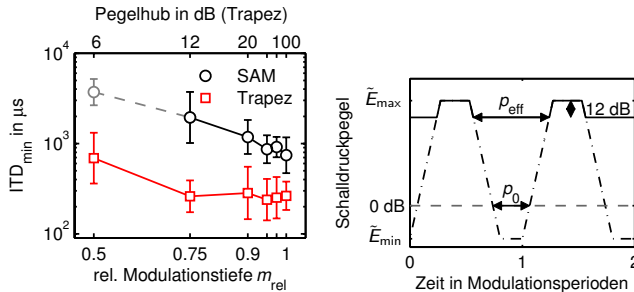 Pegelhub in dB (Trapez)
6 12 20 100
SAM
Trapez
ITD_min in µs
10^4
10^3
10^2
0.5 0.75 0.9 1
rel. Modulationstiefe m_rel
Schalldruckpegel
Ẽ_max
0 dB
Ẽ_min
p_eff
12 dB
p_0
0 1 2
Zeit in Modulationsperioden